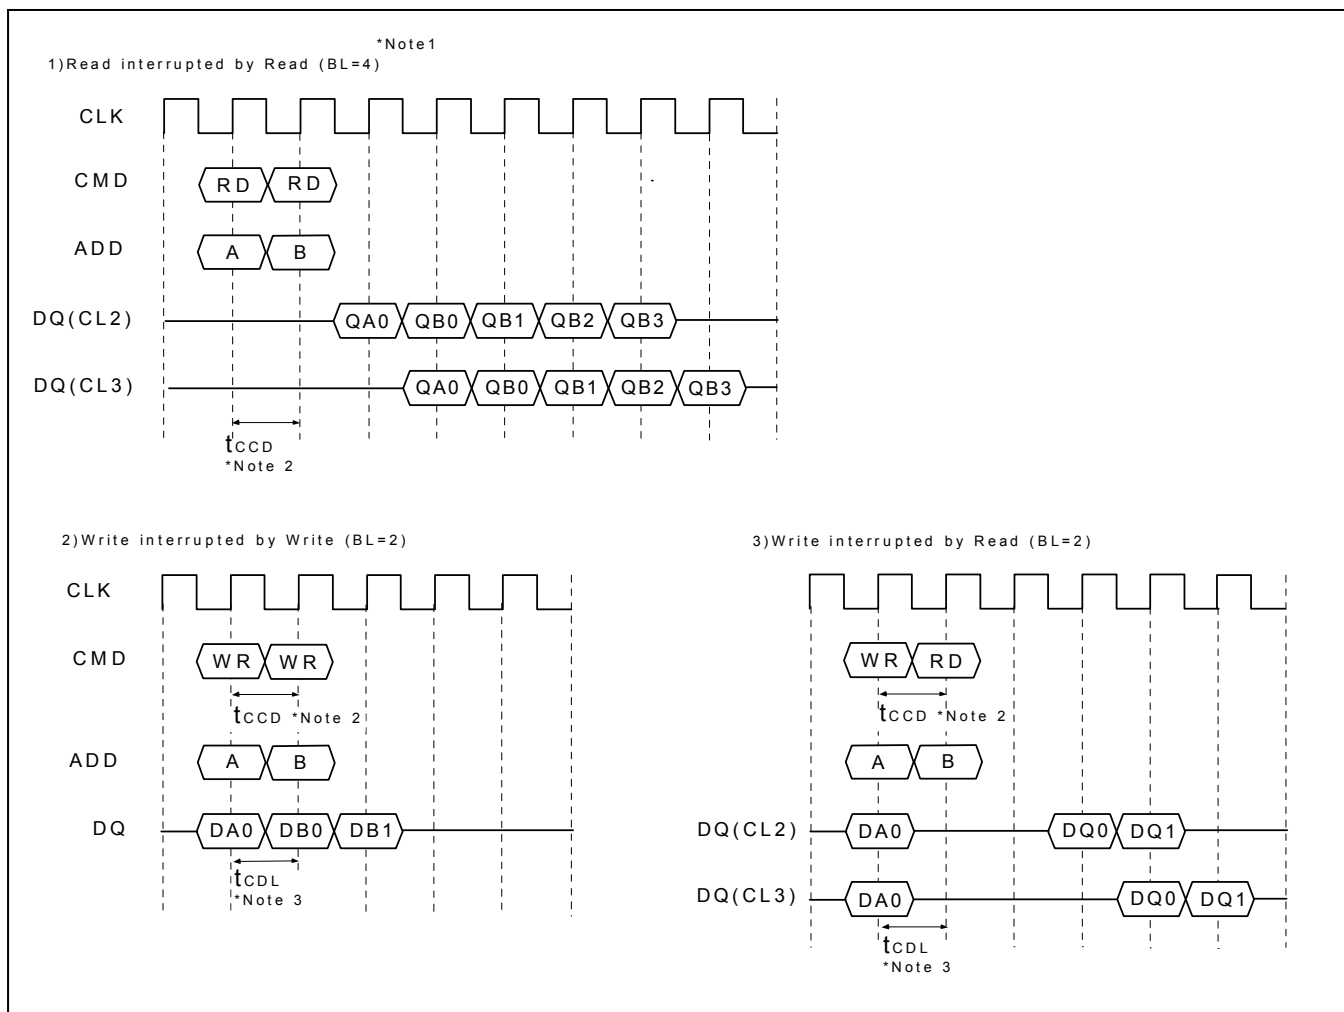 *Note1
1)Read interrupted by Read (BL=4)
CLK
CMD RD RD
ADD A B
DQ(CL2) QA0 QB0 QB1 QB2 QB3
DQ(CL3) QA0 QB0 QB1 QB2 QB3
tCCD
*Note 2
2)Write interrupted by Write (BL=2)
CLK
CMD WR WR
tCCD *Note 2
ADD A B
DQ DA0 DB0 DB1
tCDL
*Note 3
3)Write interrupted by Read (BL=2)
WR RD
tCCD *Note 2
A B
DQ(CL2) DA0 DQ0 DQ1
DQ(CL3) DA0 DQ0 DQ1
tCDL
*Note 3